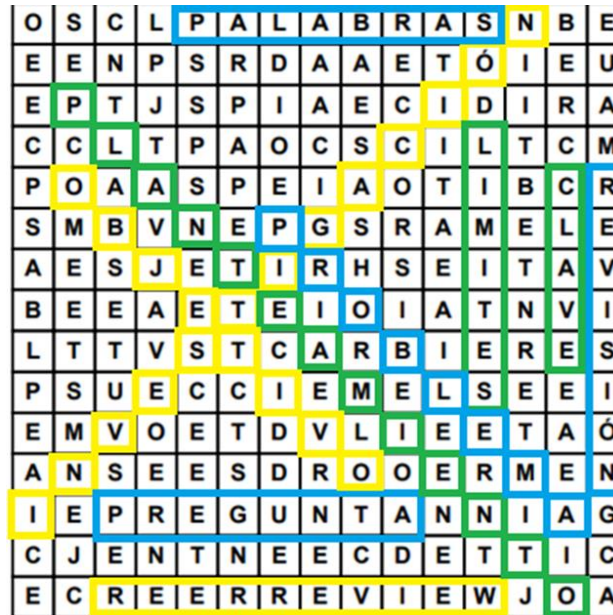 O S C L P A L A B R A S N B E
E E N P S R D A A E T Ó I E U
E P T J S P I A E C I D I R A
C C L T P A O C S C I L T C M
P O A A S P E I A O T I B C R
S M B V N E P G S R A M E L E
A E S J E T I R H S E I T A V
B E E A E T E I O I A T N V I
L T T V S T C A R B I E R E S
P S U E C C I E M E L S E E I
E M V O E T D V L I E E T A Ó
A N S E E S D R O O E R M E N
I E P R E G U N T A N N I A G
C J E N T N E E C D E T T I C
E C R E E R R E V I E W J O A